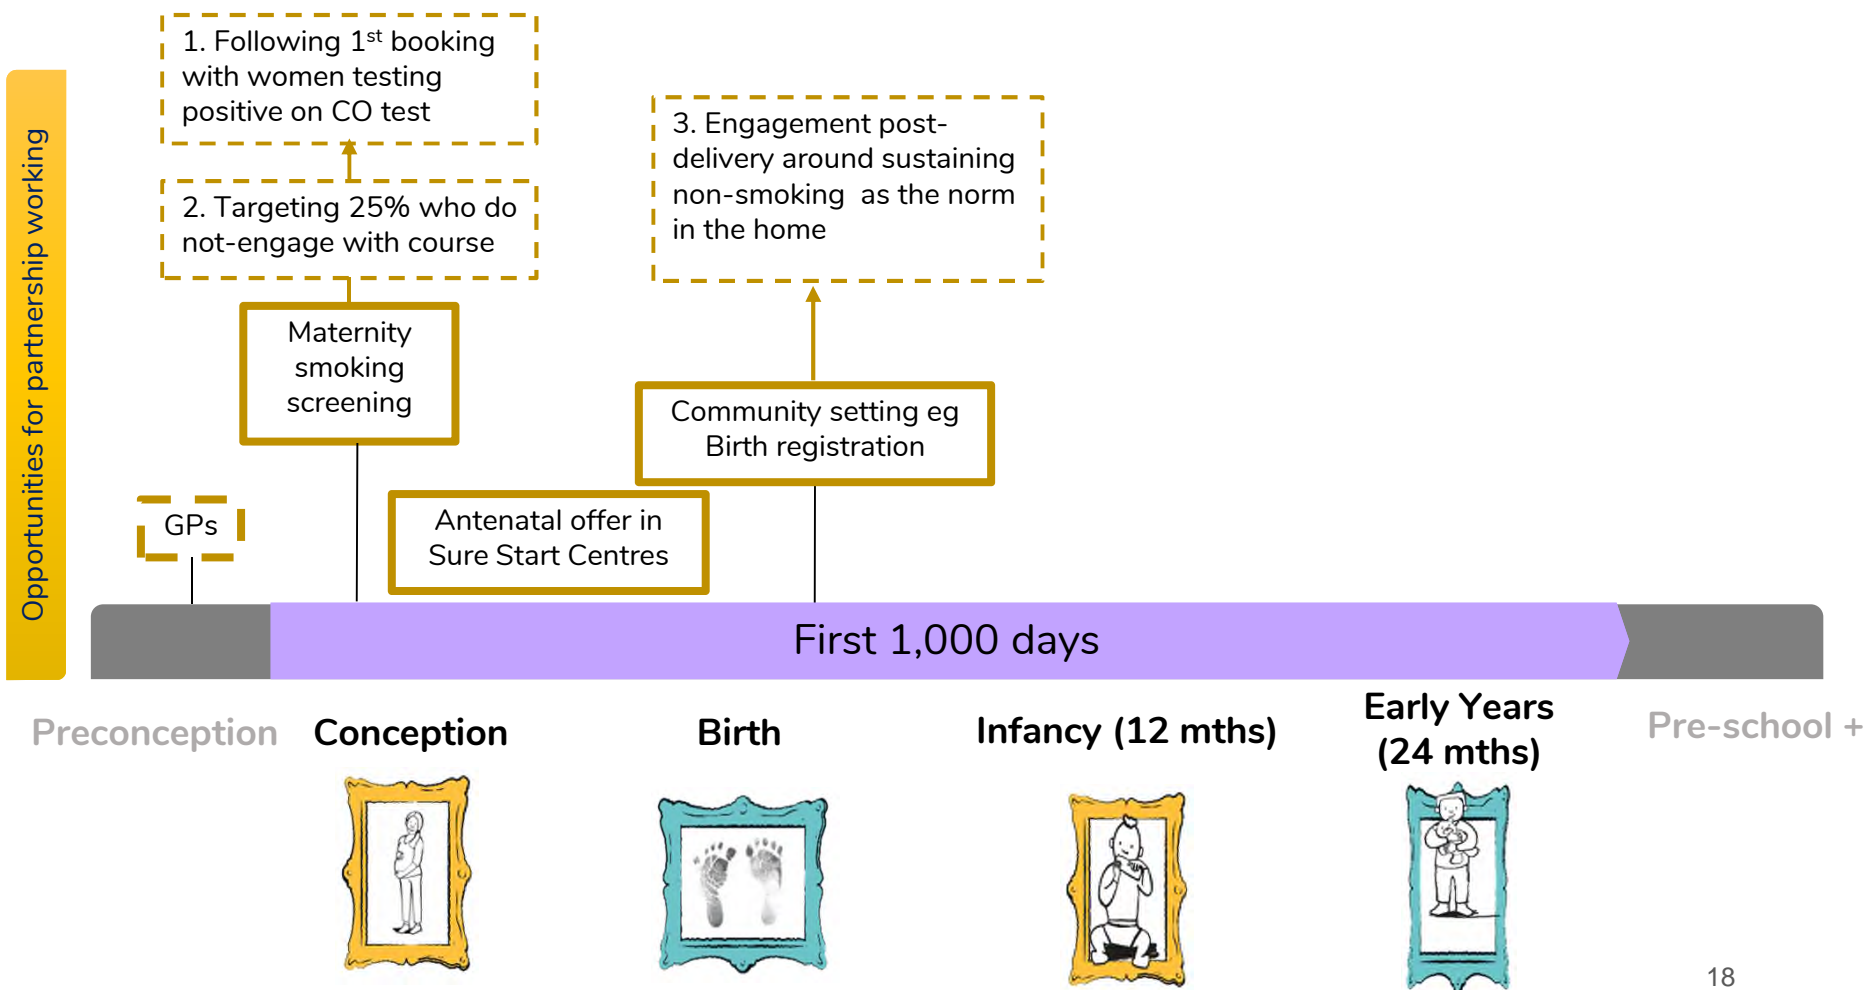 Opportunities for partnership working
1. Following 1st booking
with women testing
positive on CO test
2. Targeting 25% who do
not-engage with course
3. Engagement post-
delivery around sustaining
non-smoking as the norm
in the home
Maternity
smoking
screening
Community setting eg
Birth registration
GPs
Antenatal offer in
Sure Start Centres
First 1,000 days
Preconception
Conception
Birth
Infancy (12 mths)
Early Years
(24 mths)
Pre-school +
18